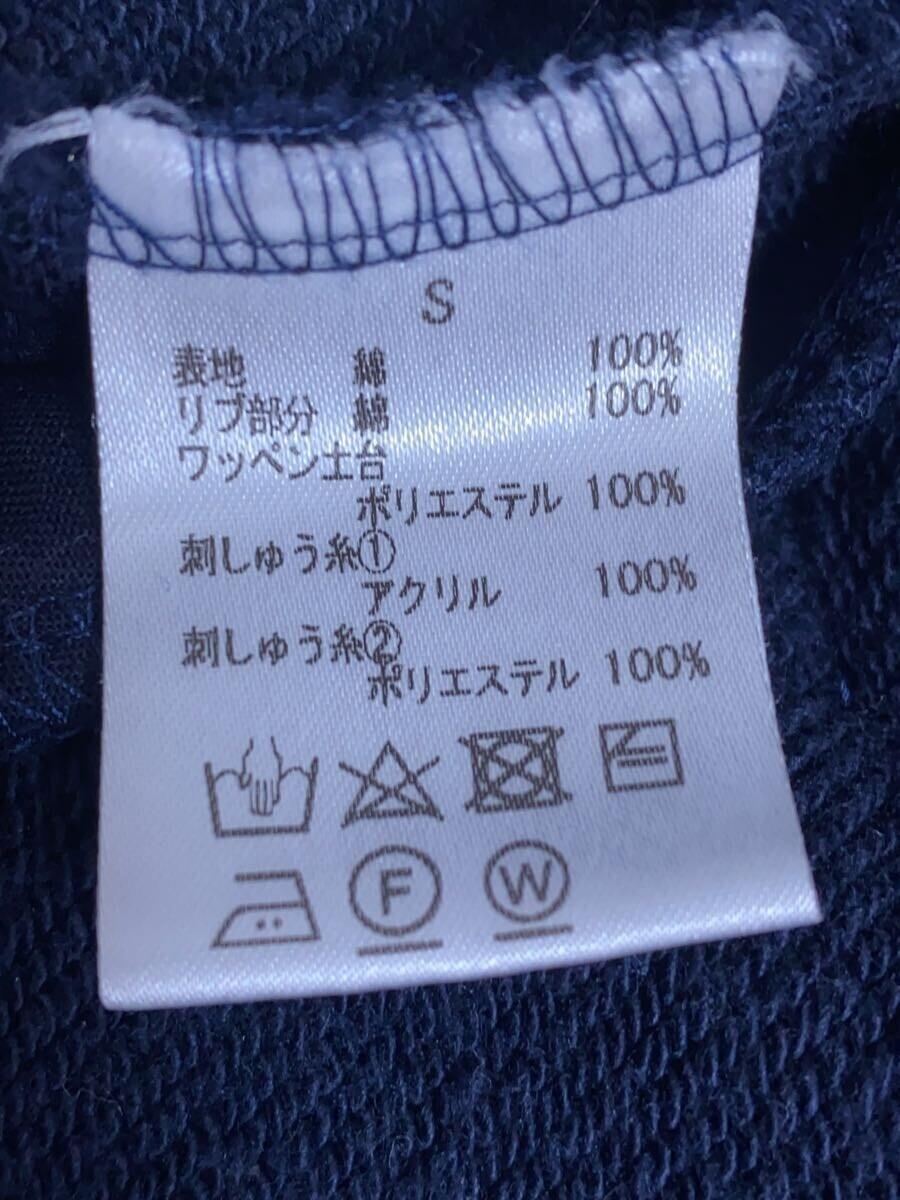 S
表地 綿 100%
リブ部分 綿 100%
ワッペン土台
ポリエステル 100%
刺しゅう糸①
アクリル 100%
刺しゅう糸②
ポリエステル 100%
F W